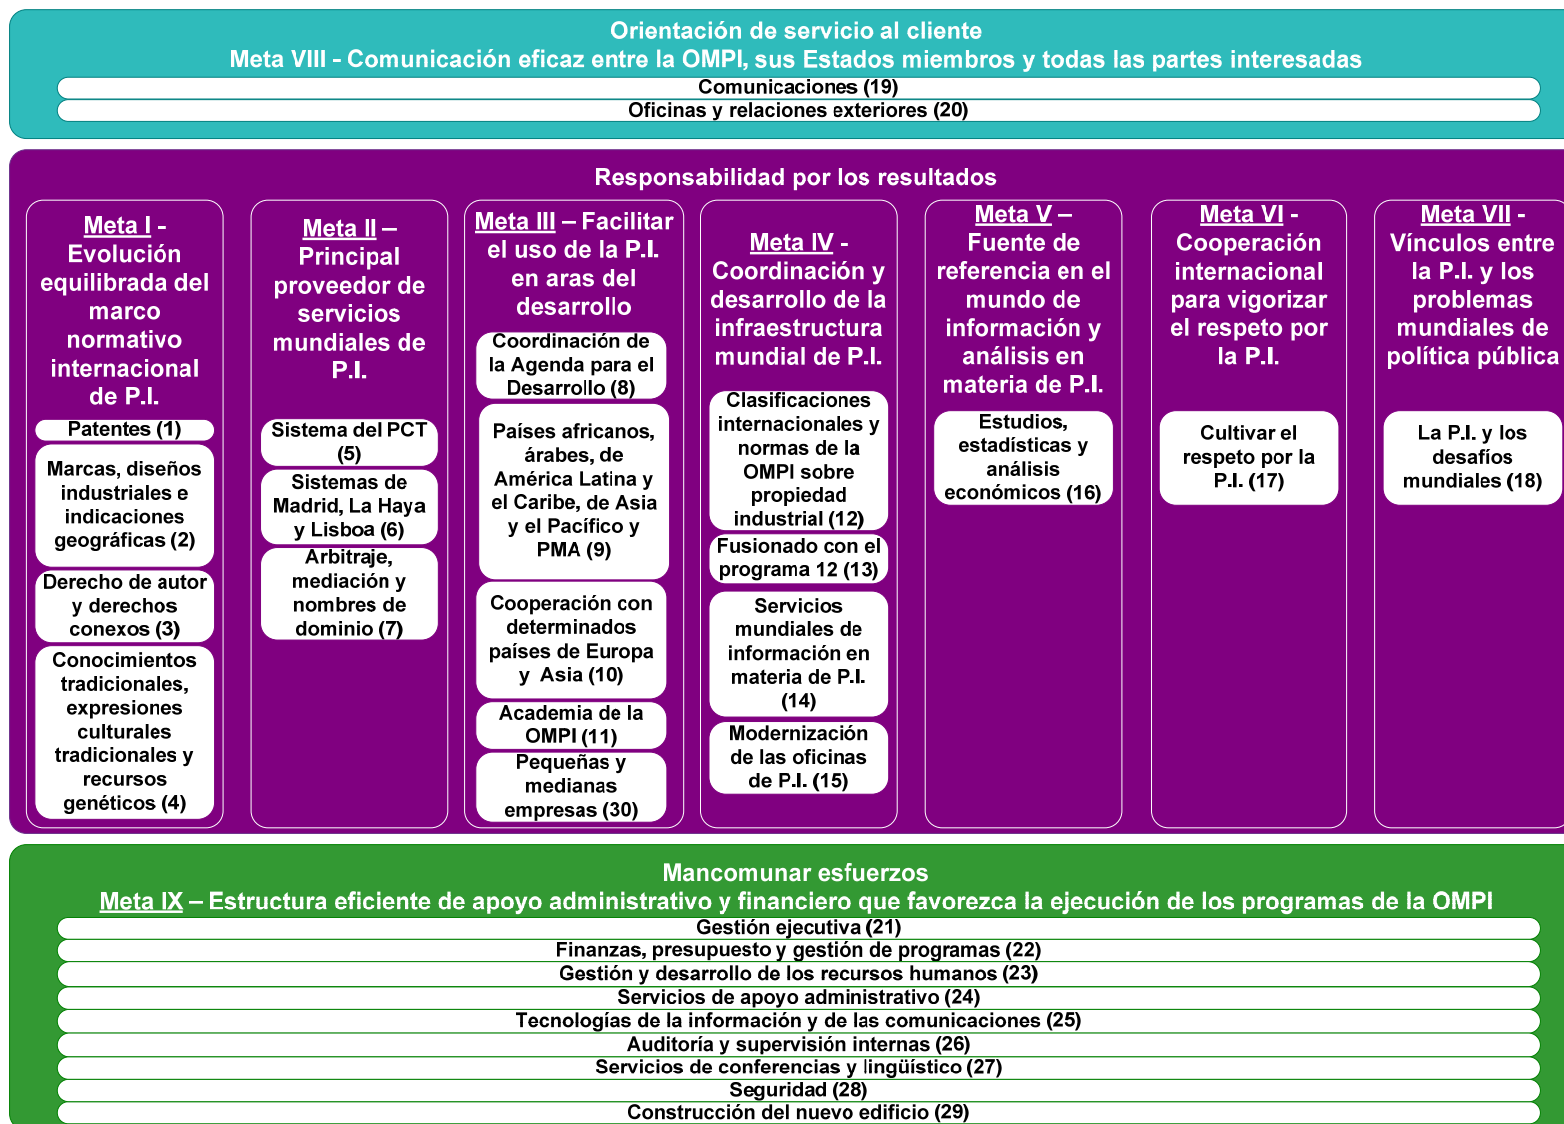 Orientación de servicio al cliente
Meta VIII - Comunicación eficaz entre la OMPI, sus Estados miembros y todas las partes interesadas
Comunicaciones (19)
Oficinas y relaciones exteriores (20)
Responsabilidad por los resultados
Meta I -
Evolución
equilibrada del
marco
normativo
internacional
de P.I.
Patentes (1)
Marcas, diseños
industriales e
indicaciones
geográficas (2)
Derecho de autor
y derechos
conexos (3)
Conocimientos
tradicionales,
expresiones
culturales
tradicionales y
recursos
genéticos (4)
Meta II –
Principal
proveedor de
servicios
mundiales de
P.I.
Sistema del PCT
(5)
Sistemas de
Madrid, La Haya
y Lisboa (6)
Arbitraje,
mediación y
nombres de
dominio (7)
Meta III – Facilitar
el uso de la P.I.
en aras del
desarrollo
Coordinación de
la Agenda para el
Desarrollo (8)
Países africanos,
árabes, de
América Latina y
el Caribe, de Asia
y el Pacífico y
PMA (9)
Cooperación con
determinados
países de Europa
y Asia (10)
Academia de la
OMPI (11)
Pequeñas y
medianas
empresas (30)
Meta IV -
Coordinación y
desarrollo de la
infraestructura
mundial de P.I.
Clasificaciones
internacionales y
normas de la
OMPI sobre
propiedad
industrial (12)
Fusionado con el
programa 12 (13)
Servicios
mundiales de
información en
materia de P.I.
(14)
Modernización
de las oficinas
de P.I. (15)
Meta V –
Fuente de
referencia en el
mundo de
información y
análisis en
materia de P.I.
Estudios,
estadísticas y
análisis
económicos (16)
Meta VI -
Cooperación
internacional
para vigorizar
el respeto por
la P.I.
Cultivar el
respeto por la
P.I. (17)
Meta VII -
Vínculos entre
la P.I. y los
problemas
mundiales de
política pública
La P.I. y los
desafíos
mundiales (18)
Mancomunar esfuerzos
Meta IX – Estructura eficiente de apoyo administrativo y financiero que favorezca la ejecución de los programas de la OMPI
Gestión ejecutiva (21)
Finanzas, presupuesto y gestión de programas (22)
Gestión y desarrollo de los recursos humanos (23)
Servicios de apoyo administrativo (24)
Tecnologías de la información y de las comunicaciones (25)
Auditoría y supervisión internas (26)
Servicios de conferencias y lingüístico (27)
Seguridad (28)
Construcción del nuevo edificio (29)